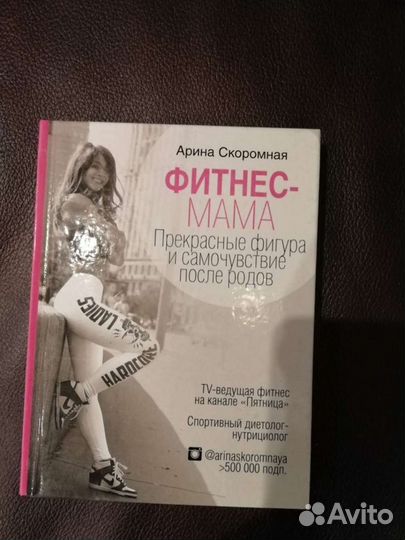 Арина Скоромная
ФИТНЕС-
МАМА
Прекрасные фигура
и самочувствие
после родов
HARDCORE
LADIES
TV-ведущая фитнес
на канале «Пятница»
Спортивный диетолог-
нутрициолог
@arinaskoromnaya
>500 000 подп.
Avito